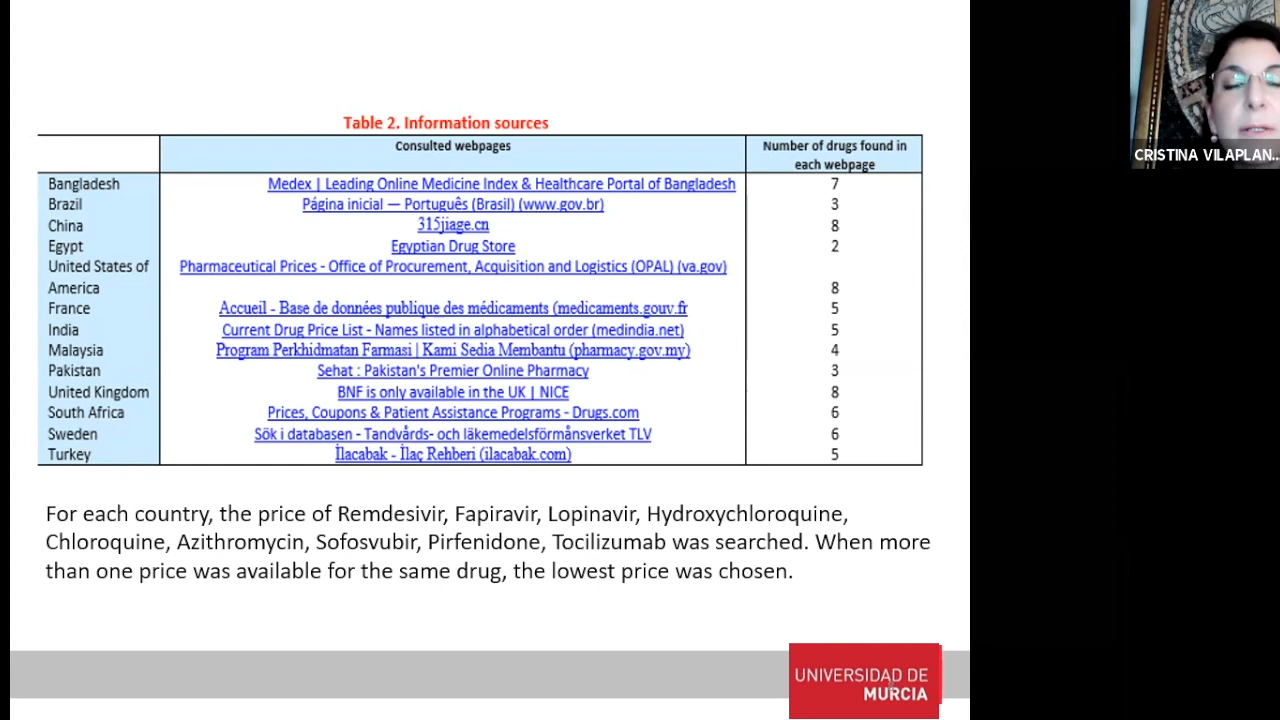 Table 2. Information sources
Consulted webpages
Number of drugs found in
each webpage
Bangladesh Medex | Leading Online Medicine Index & Healthcare Portal of Bangladesh 7
Brazil Página inicial — Português (Brasil) (www.gov.br) 3
China 315jiage.cn 8
Egypt Egyptian Drug Store 2
United States of Pharmaceutical Prices - Office of Procurement, Acquisition and Logistics (OPAL) (va.gov)
America 8
France Accueil - Base de données publique des médicaments (medicaments.gouv.fr 5
India Current Drug Price List - Names listed in alphabetical order (medindia.net) 5
Malaysia Program Perkhidmatan Farmasi | Kami Sedia Membantu (pharmacy.gov.my) 4
Pakistan Sehat : Pakistan's Premier Online Pharmacy 3
United Kingdom BNF is only available in the UK | NICE 8
South Africa Prices, Coupons & Patient Assistance Programs - Drugs.com 6
Sweden Sök i databasen - Tandvårds- och läkemedelsförmånsverket TLV 6
Turkey İlacabak - İlaç Rehberi (ilacabak.com) 5
For each country, the price of Remdesivir, Fapiravir, Lopinavir, Hydroxychloroquine,
Chloroquine, Azithromycin, Sofosvubir, Pirfenidone, Tocilizumab was searched. When more
than one price was available for the same drug, the lowest price was chosen.
UNIVERSIDAD DE
MURCIA
CRISTINA VILAPLAN...